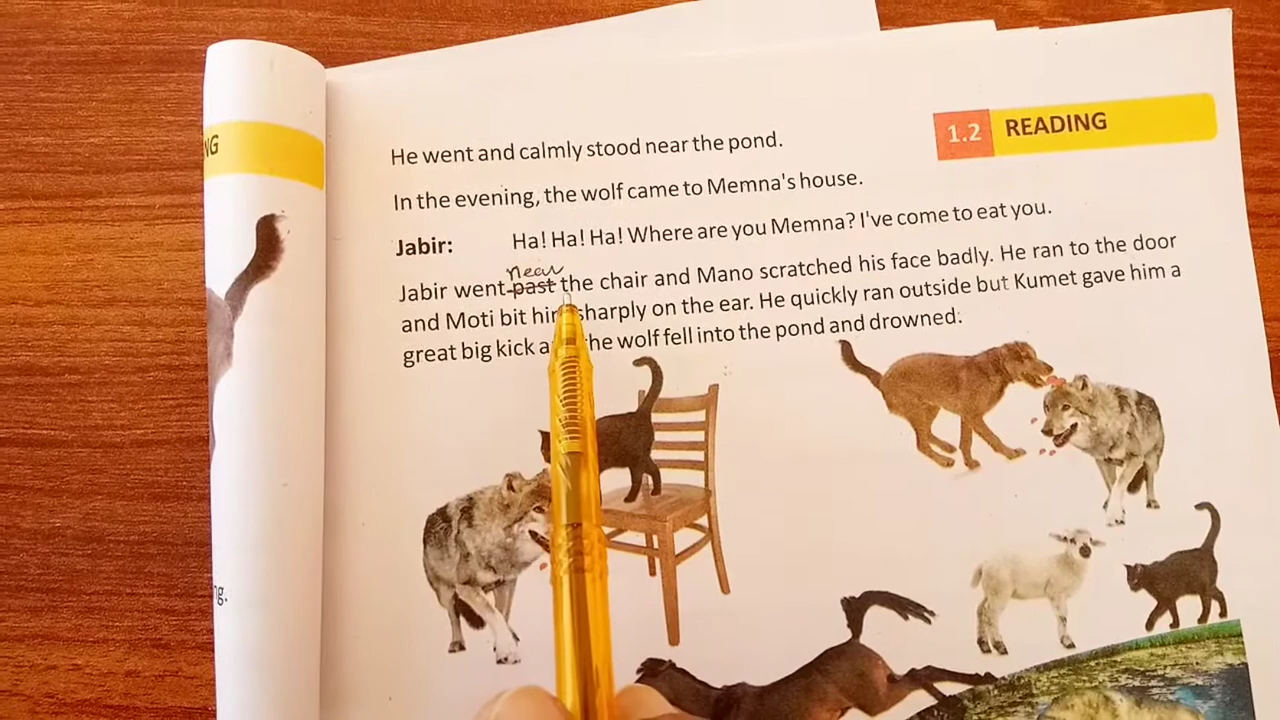 NG
1.2 READING
He went and calmly stood near the pond.
In the evening, the wolf came to Memna's house.
Jabir: Ha! Ha! Ha! Where are you Memna? I've come to eat you.
near
Jabir went past the chair and Mano scratched his face badly. He ran to the door
and Moti bit sharply on the ear. He quickly ran outside but Kumet gave him a
great big kick wolf fell into the pond and drowned.
ng.